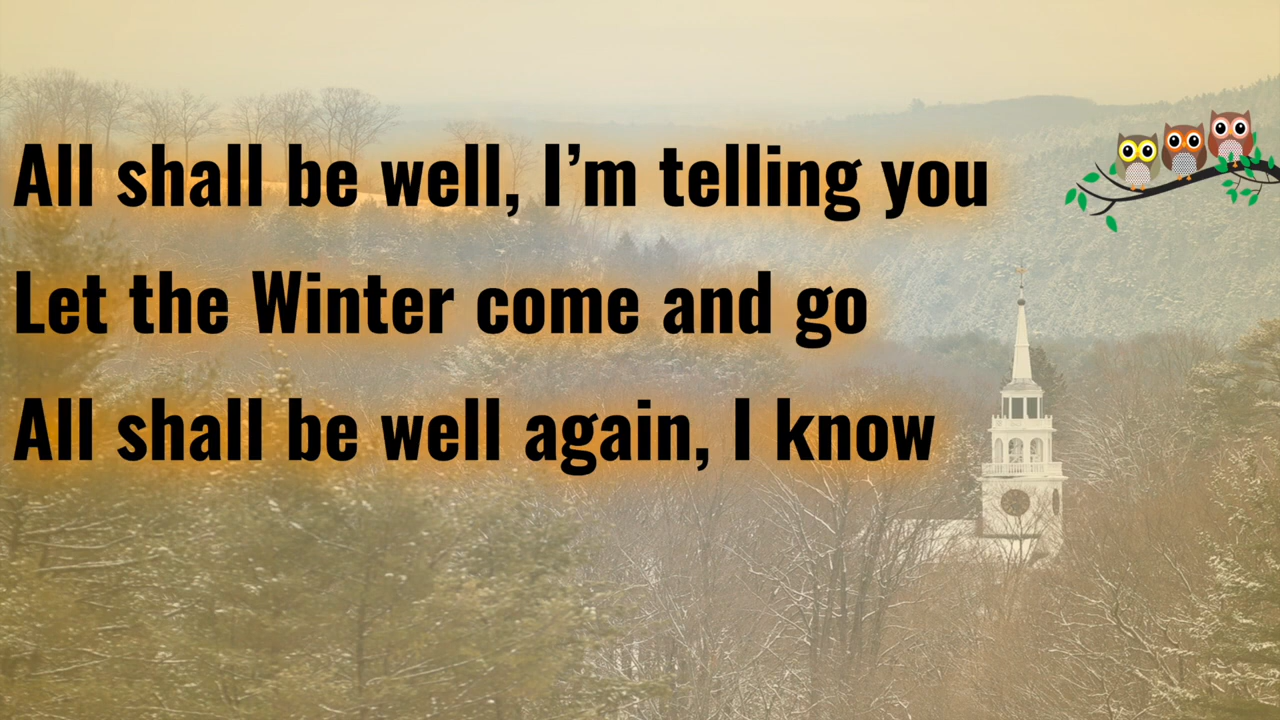 All shall be well, I’m telling you
Let the Winter come and go
All shall be well again, I know